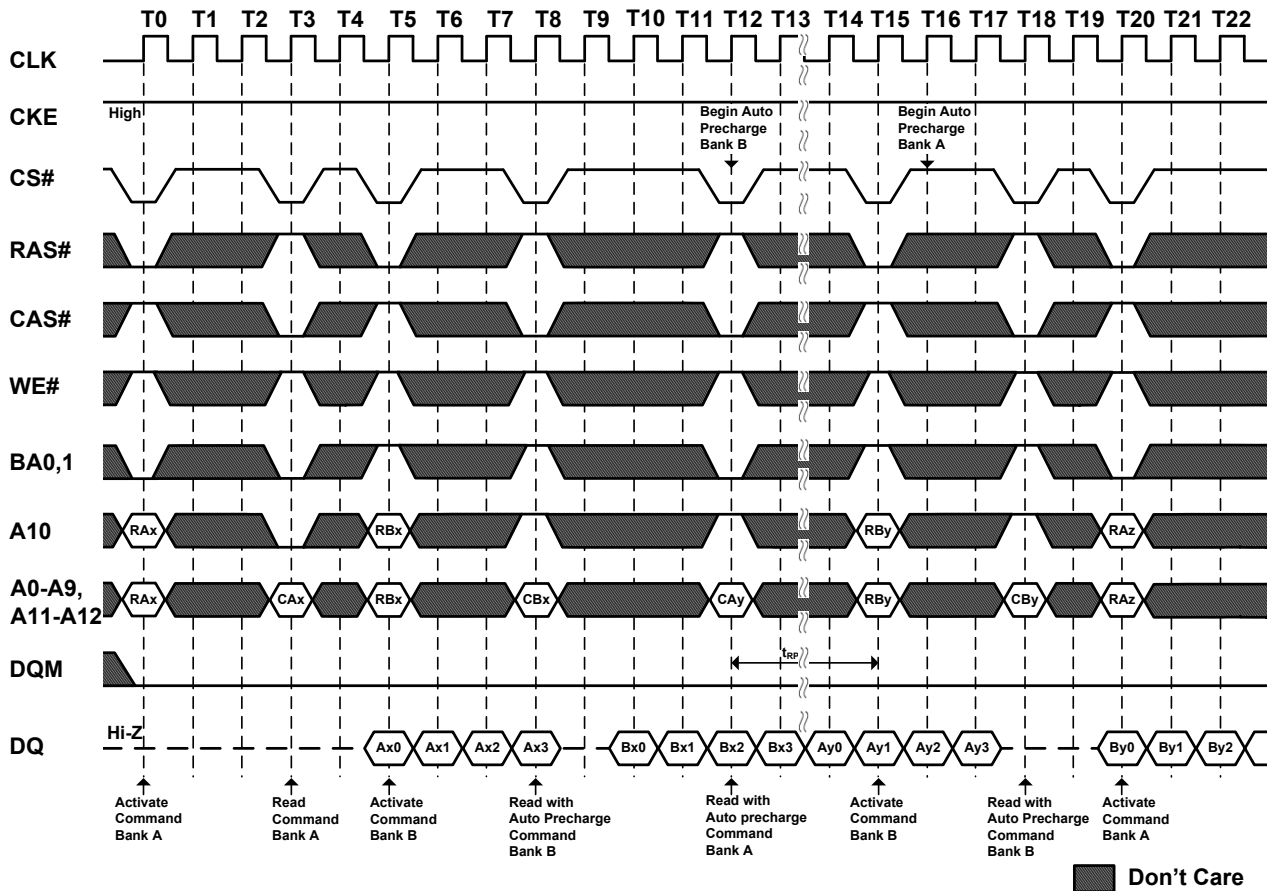 T0 T1 T2 T3 T4 T5 T6 T7 T8 T9 T10 T11 T12 T13 T14 T15 T16 T17 T18 T19 T20 T21 T22
CLK
CKE
High
Begin Auto
Precharge
Bank B
Begin Auto
Precharge
Bank A
CS#
RAS#
CAS#
WE#
BA0,1
A10
RAx RBx RBy RAz
A0-A9,
A11-A12
RAx CAx RBx CBx CAy RBy CBy RAz
DQM
tRP
DQ
Hi-Z
Ax0 Ax1 Ax2 Ax3 Bx0 Bx1 Bx2 Bx3 Ay0 Ay1 Ay2 Ay3 By0 By1 By2
Activate
Command
Bank A
Read
Command
Bank A
Activate
Command
Bank B
Read with
Auto Precharge
Command
Bank B
Read with
Auto precharge
Command
Bank A
Activate
Command
Bank B
Read with
Auto Precharge
Command
Bank B
Activate
Command
Bank A
Don't Care